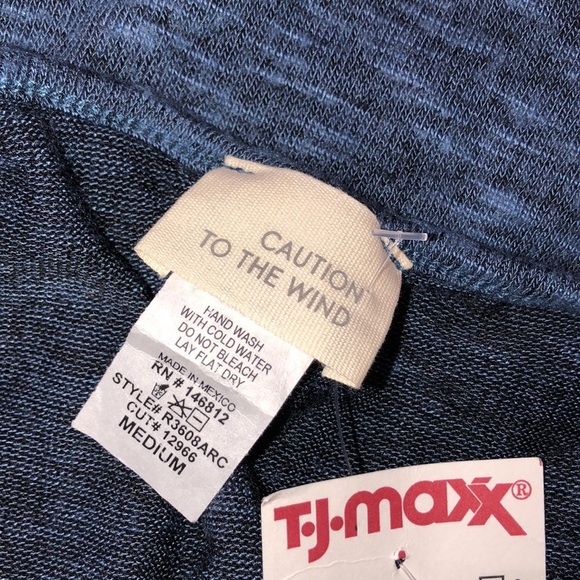 CAUTION
TO THE WIND
HAND WASH
WITH COLD WATER
DO NOT BLEACH
LAY FLAT DRY
MADE IN MEXICO
RN # 146812
STYLE# R3608ARC
CUT# 12966
MEDIUM
T•J•maxx®